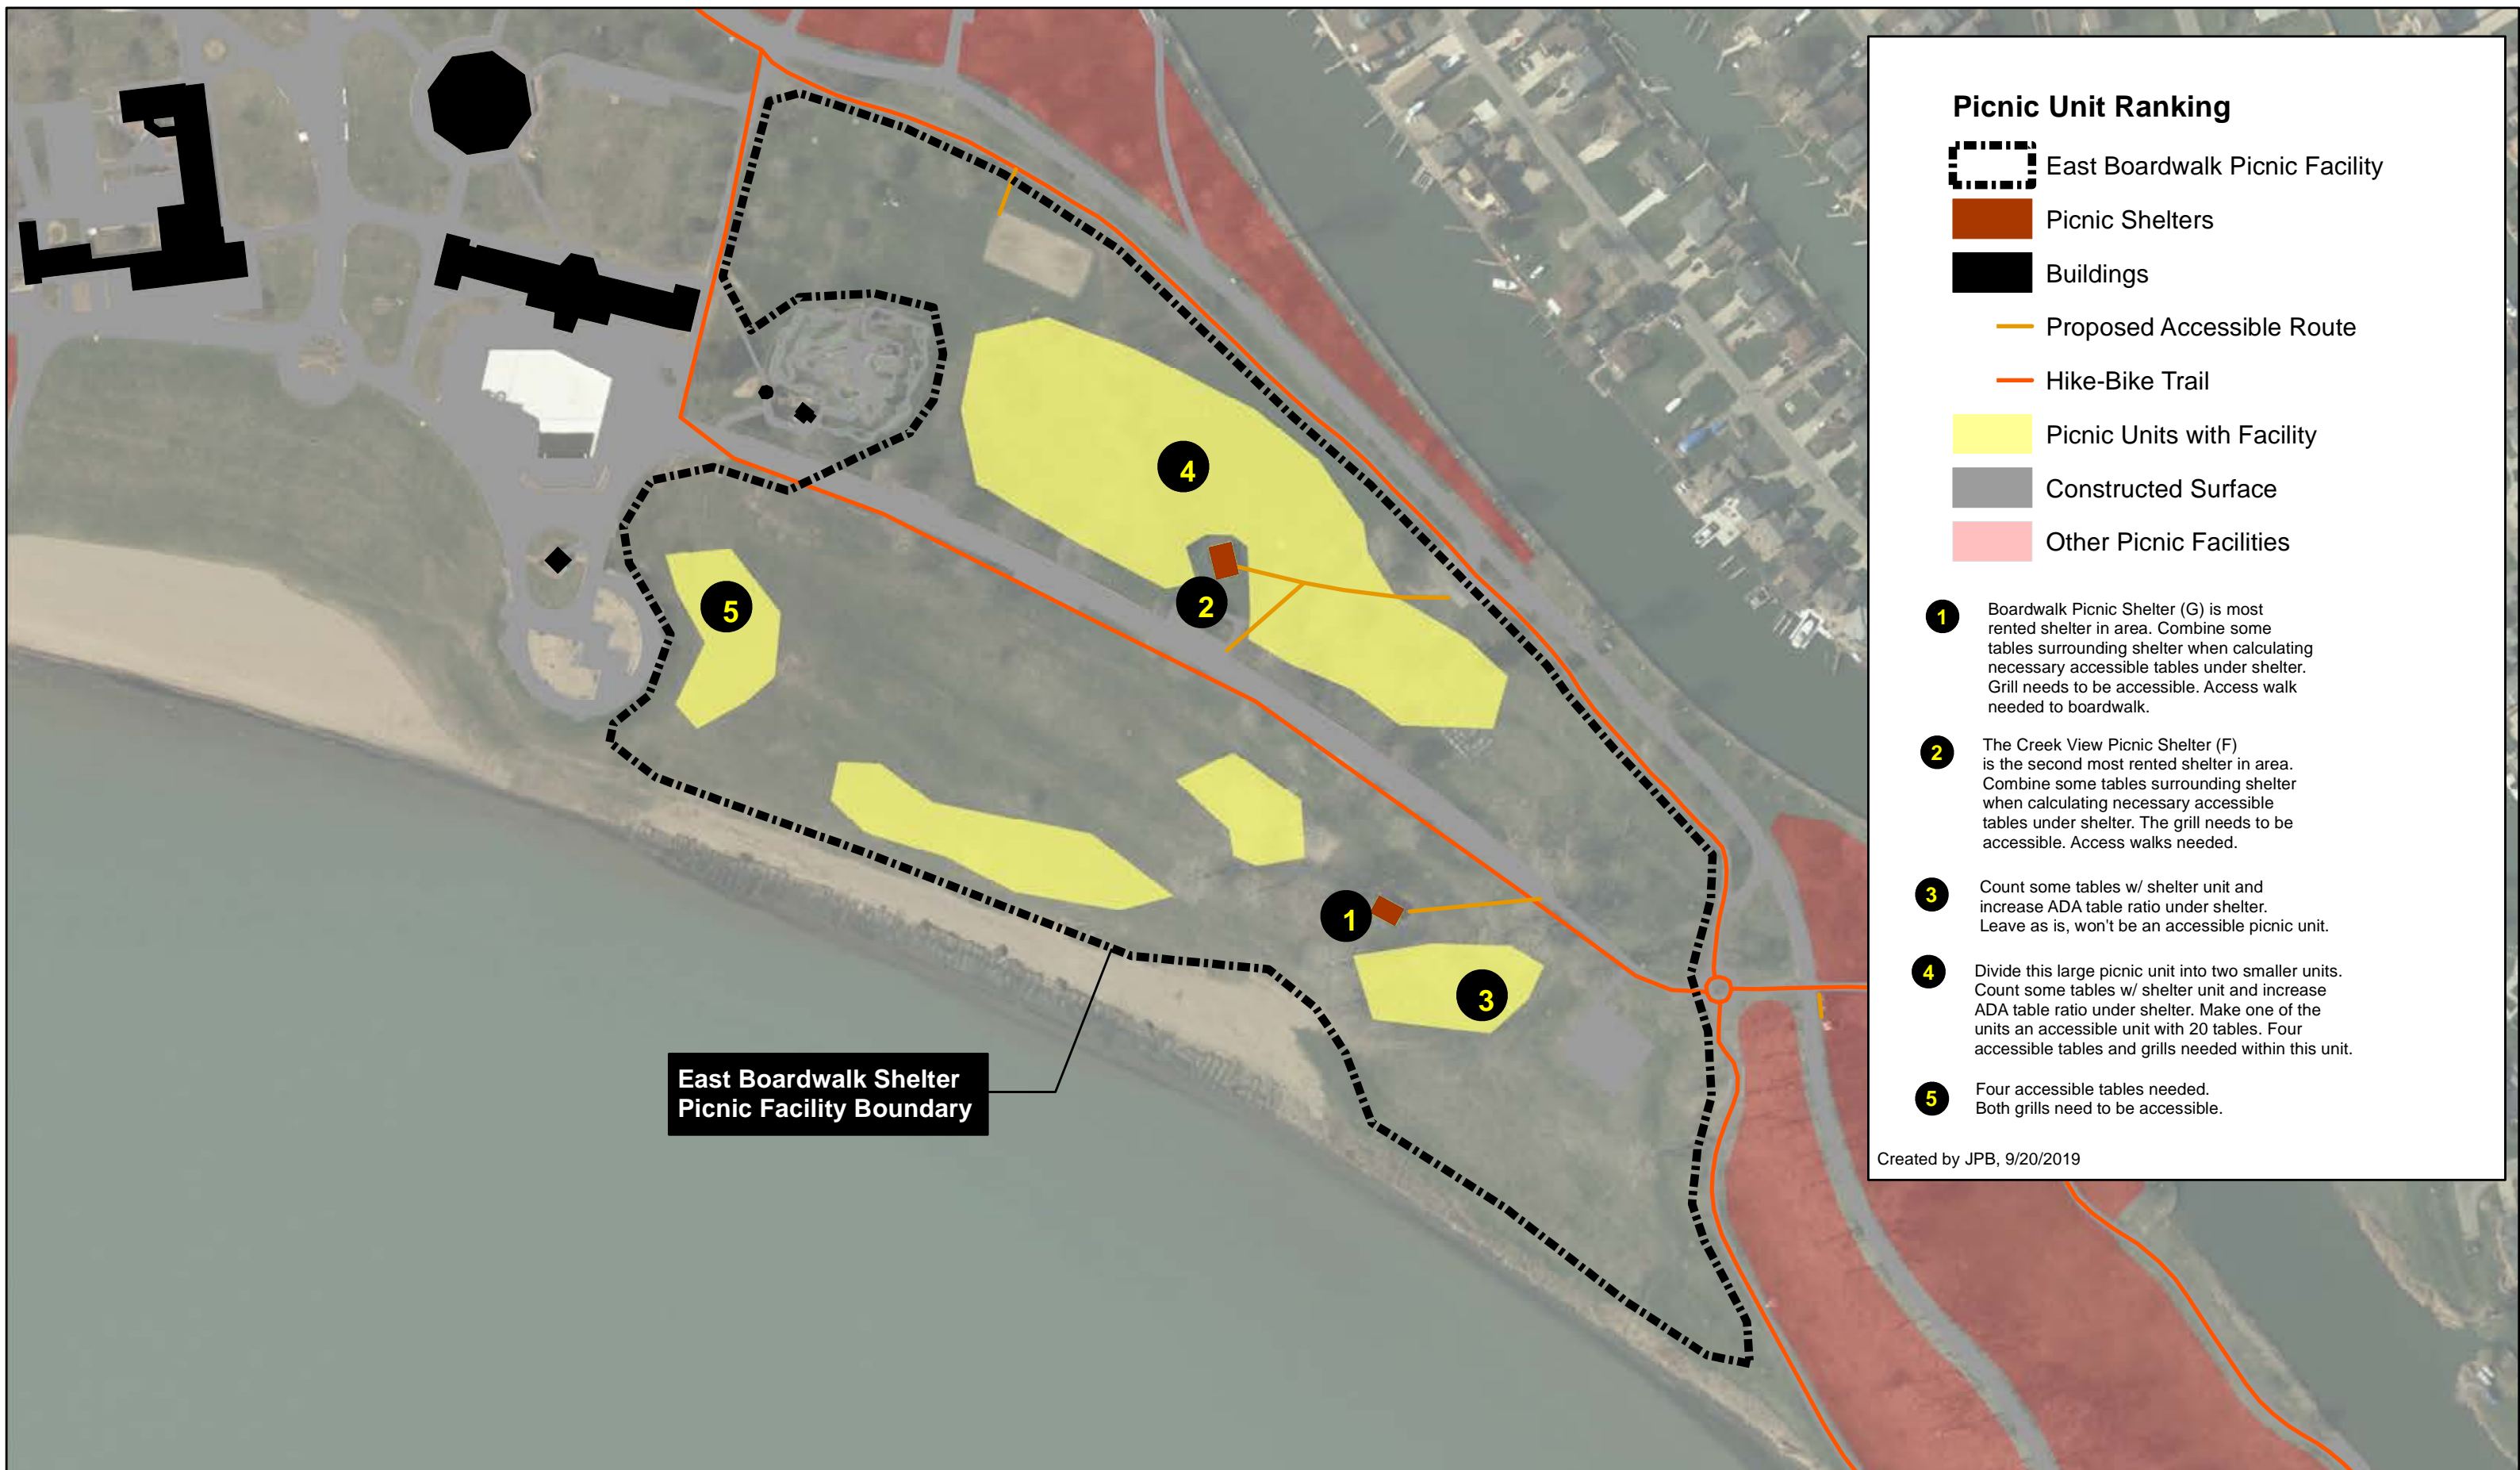 Picnic Unit Ranking
East Boardwalk Picnic Facility
Picnic Shelters
Buildings
Proposed Accessible Route
Hike-Bike Trail
Picnic Units with Facility
Constructed Surface
Other Picnic Facilities
1
Boardwalk Picnic Shelter (G) is most
rented shelter in area. Combine some
tables surrounding shelter when calculating
necessary accessible tables under shelter.
Grill needs to be accessible. Access walk
needed to boardwalk.
2
The Creek View Picnic Shelter (F)
is the second most rented shelter in area.
Combine some tables surrounding shelter
when calculating necessary accessible
tables under shelter. The grill needs to be
accessible. Access walks needed.
3
Count some tables w/ shelter unit and
increase ADA table ratio under shelter.
Leave as is, won't be an accessible picnic unit.
4
Divide this large picnic unit into two smaller units.
Count some tables w/ shelter unit and increase
ADA table ratio under shelter. Make one of the
units an accessible unit with 20 tables. Four
accessible tables and grills needed within this unit.
5
Four accessible tables needed.
Both grills need to be accessible.
Created by JPB, 9/20/2019
4
2
5
1
3
East Boardwalk Shelter
Picnic Facility Boundary